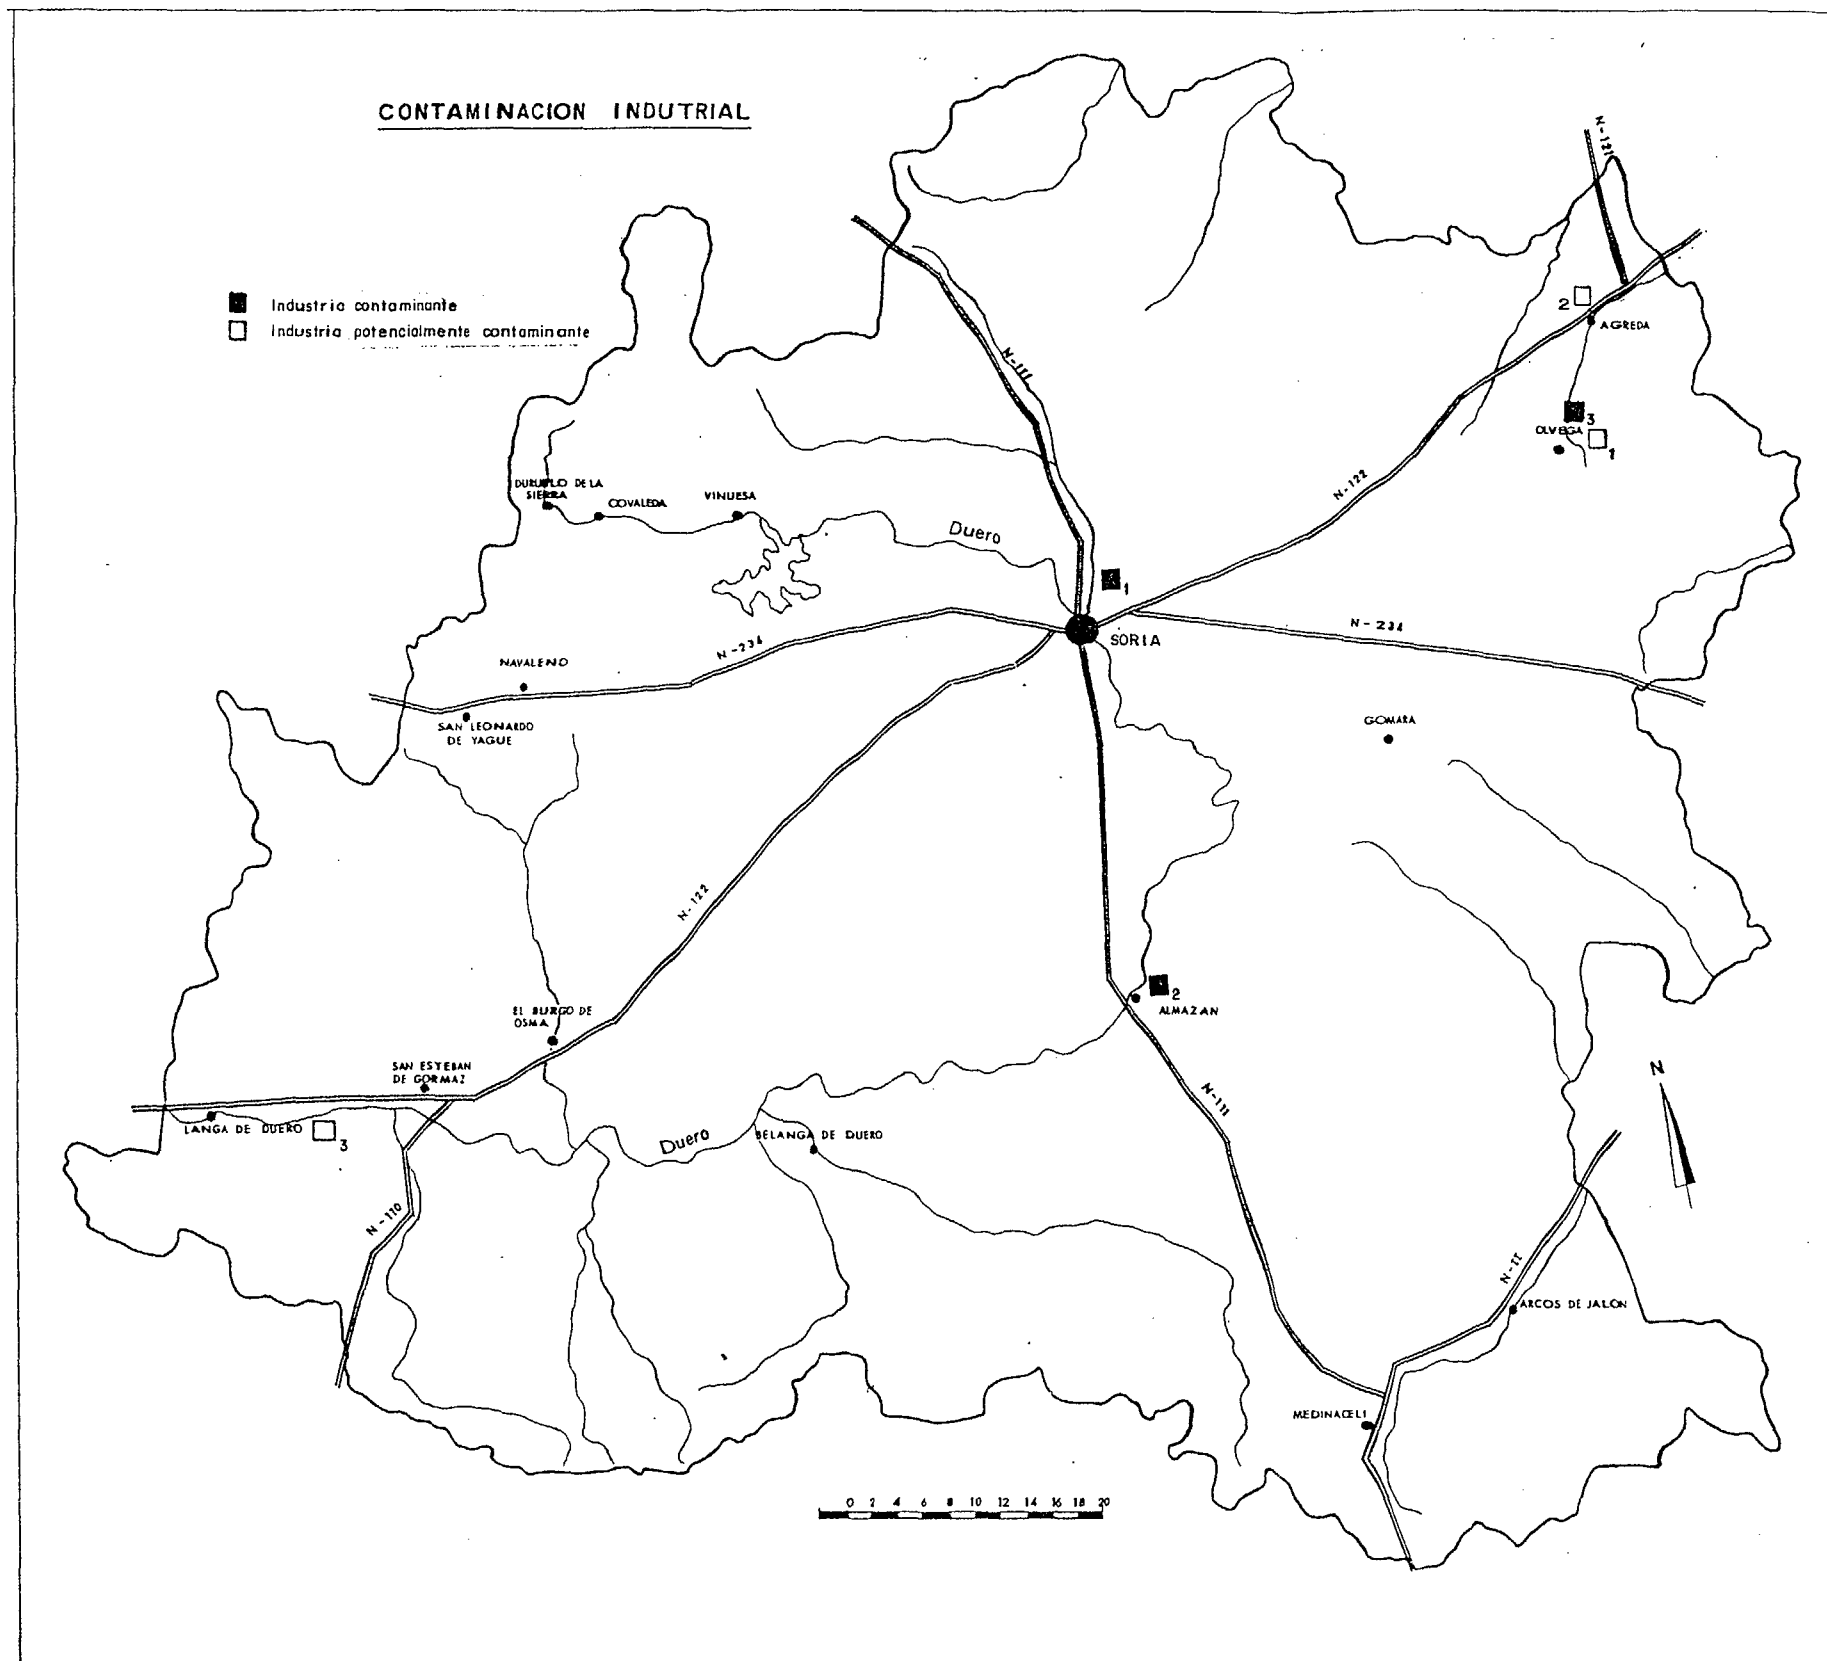 CONTAMINACION INDUTRIAL
N-121
Industria contaminante
Industria potencialmente contaminante
2
AGREDA
N-111
3
OLVEGA
1
DURUELO DE LA
SIERRA
COVALEDA
VINUESA
N-122
Duero
1
SORIA
N-234
N-234
NAVALENO
SAN LEONARDO
DE YAGUE
GOMARA
N-122
2
ALMAZAN
EL BURGO DE
OSMA
SAN ESTEBAN
DE GORMAZ
N
N-111
LANGA DE DUERO
3
Duero
BELANGA DE DUERO
N-110
N-II
ARCOS DE JALON
MEDINACELI
0 2 4 6 8 10 12 14 16 18 20